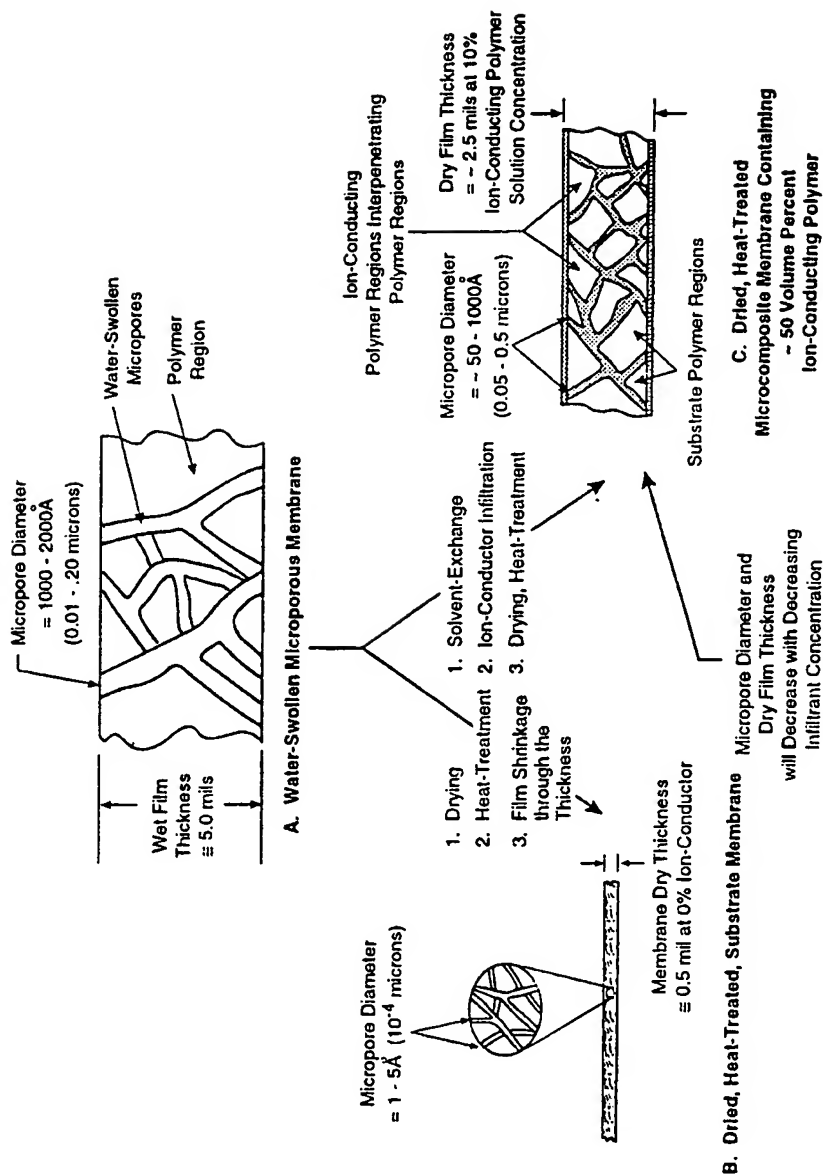 Micropore Diameter
= 1000 - 2000Å
(0.01 - .20 microns)
Water-Swollen
Micropores
Polymer
Region
Wet Film
Thickness
≅ 5.0 mils
A. Water-Swollen Microporous Membrane
1. Drying
2. Heat-Treatment
3. Film Shrinkage
through the
Thickness
1. Solvent-Exchange
2. Ion-Conductor Infiltration
3. Drying, Heat-Treatment
Micropore Diameter
= 1 - 5Å (10⁻⁴ microns)
Membrane Dry Thickness
≅ 0.5 mil at 0% Ion-Conductor
B. Dried, Heat-Treated, Substrate Membrane
Micropore Diameter and
Dry Film Thickness
will Decrease with Decreasing
Infiltrant Concentration
Ion-Conducting
Polymer Regions Interpenetrating
Polymer Regions
Micropore Diameter
= ~ 50 - 1000Å
(0.05 - 0.5 microns)
Dry Film Thickness
= ~ 2.5 mils at 10%
Ion-Conducting Polymer
Solution Concentration
Substrate Polymer Regions
C. Dried, Heat-Treated
Microcomposite Membrane Containing
~ 50 Volume Percent
Ion-Conducting Polymer